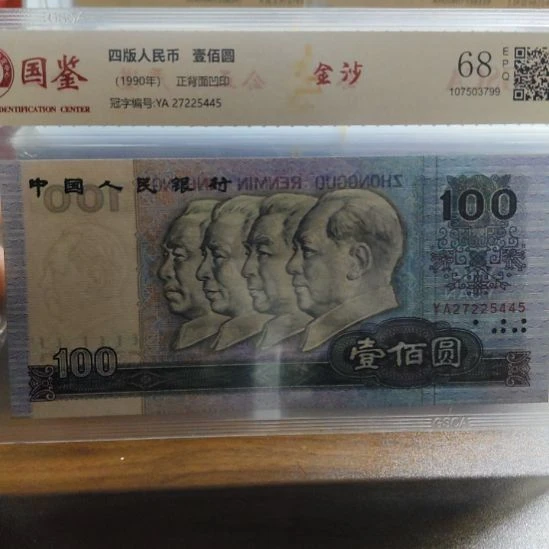 国鉴
IDENTIFICATION CENTER
四版人民币 壹佰圆
(1990年) 正背面凹印
冠字编号:YA 27225445
金沙
68 EPQ
107503799
中国人民银行
ZHONGGUO RENMIN
100
100
YA27225445
壹佰圆
100